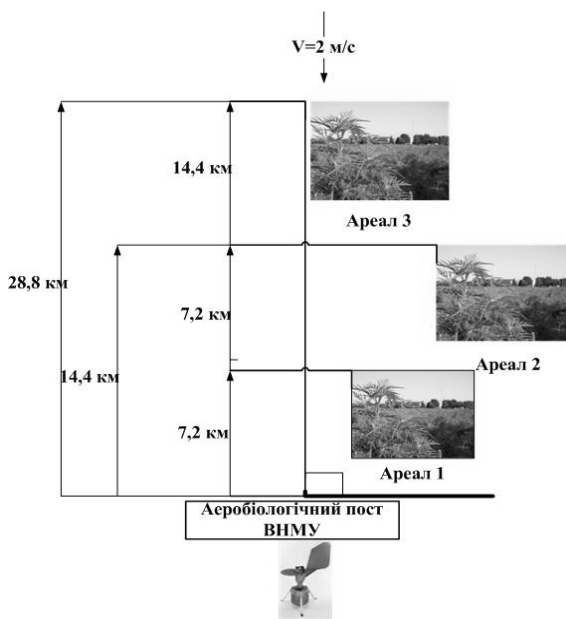 V=2 м/с
14,4 км
Ареал 3
28,8 км
7,2 км
Ареал 2
14,4 км
7,2 км
Ареал 1
Аеробіологічний пост
ВНМУ